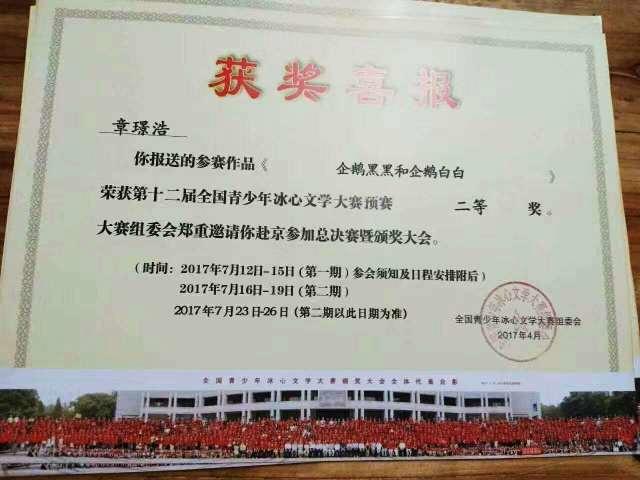 获奖喜报
章璟浩
你报送的参赛作品《 企鹅黑黑和企鹅白白 》
荣获第十二届全国青少年冰心文学大赛预赛 二等 奖。
大赛组委会郑重邀请你赴京参加总决赛暨颁奖大会。
（时间：2017年7月12日-15日(第一期)参会须知及日程安排附后）
2017年7月16日-19日(第二期)
2017年7月23日-26日(第二期以此日期为准)
全国青少年冰心文学大赛组委会
2017年4月
全国青少年冰心文学大赛颁奖大会全体代表合影